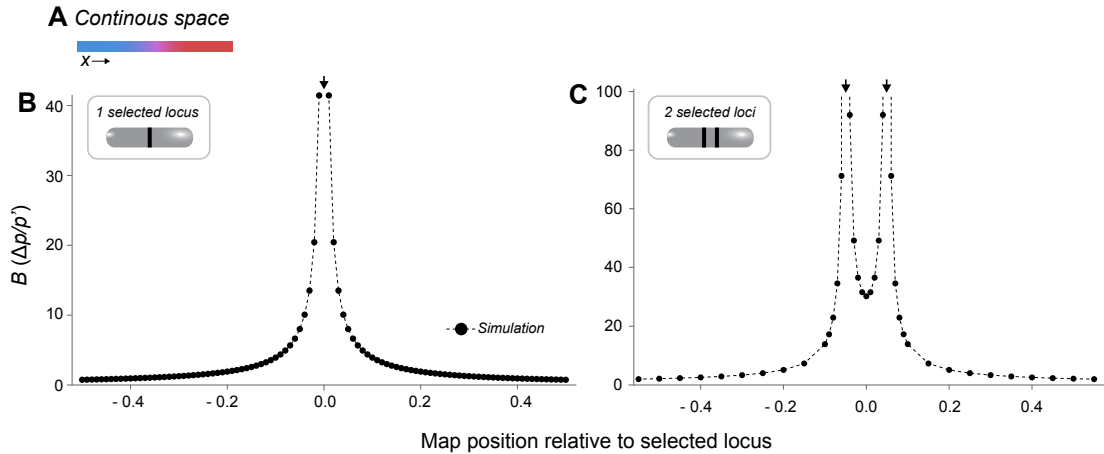 A Continous space
x→
B
1 selected locus
B (Δp/p')
40
30
20
10
0
- 0.4
- 0.2
0.0
0.2
0.4
Simulation
C
2 selected loci
100
80
60
40
20
0
- 0.4
- 0.2
0.0
0.2
0.4
Map position relative to selected locus